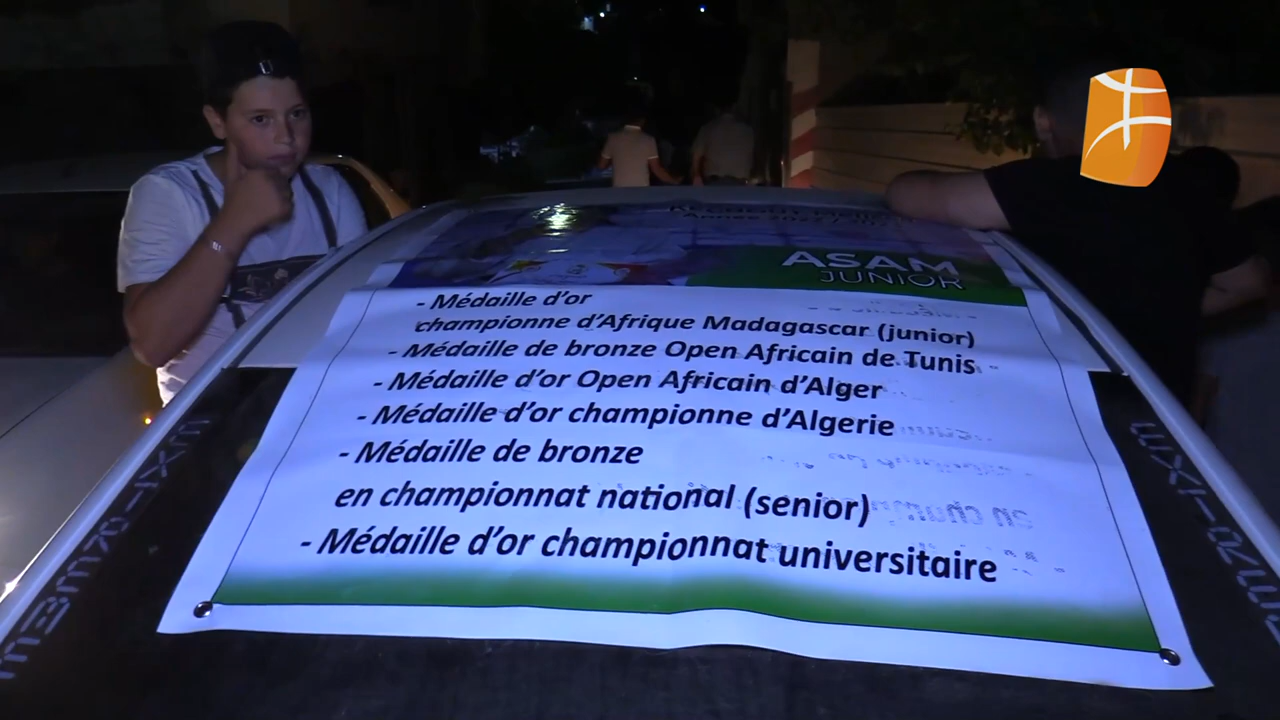 ASAM
JUNIOR
- Médaille d'or
championne d'Afrique Madagascar (junior)
- Médaille de bronze Open Africain de Tunis
- Médaille d'or Open Africain d'Alger
- Médaille d'or championne d'Algerie
- Médaille de bronze
en championnat national (senior)
- Médaille d'or championnat universitaire